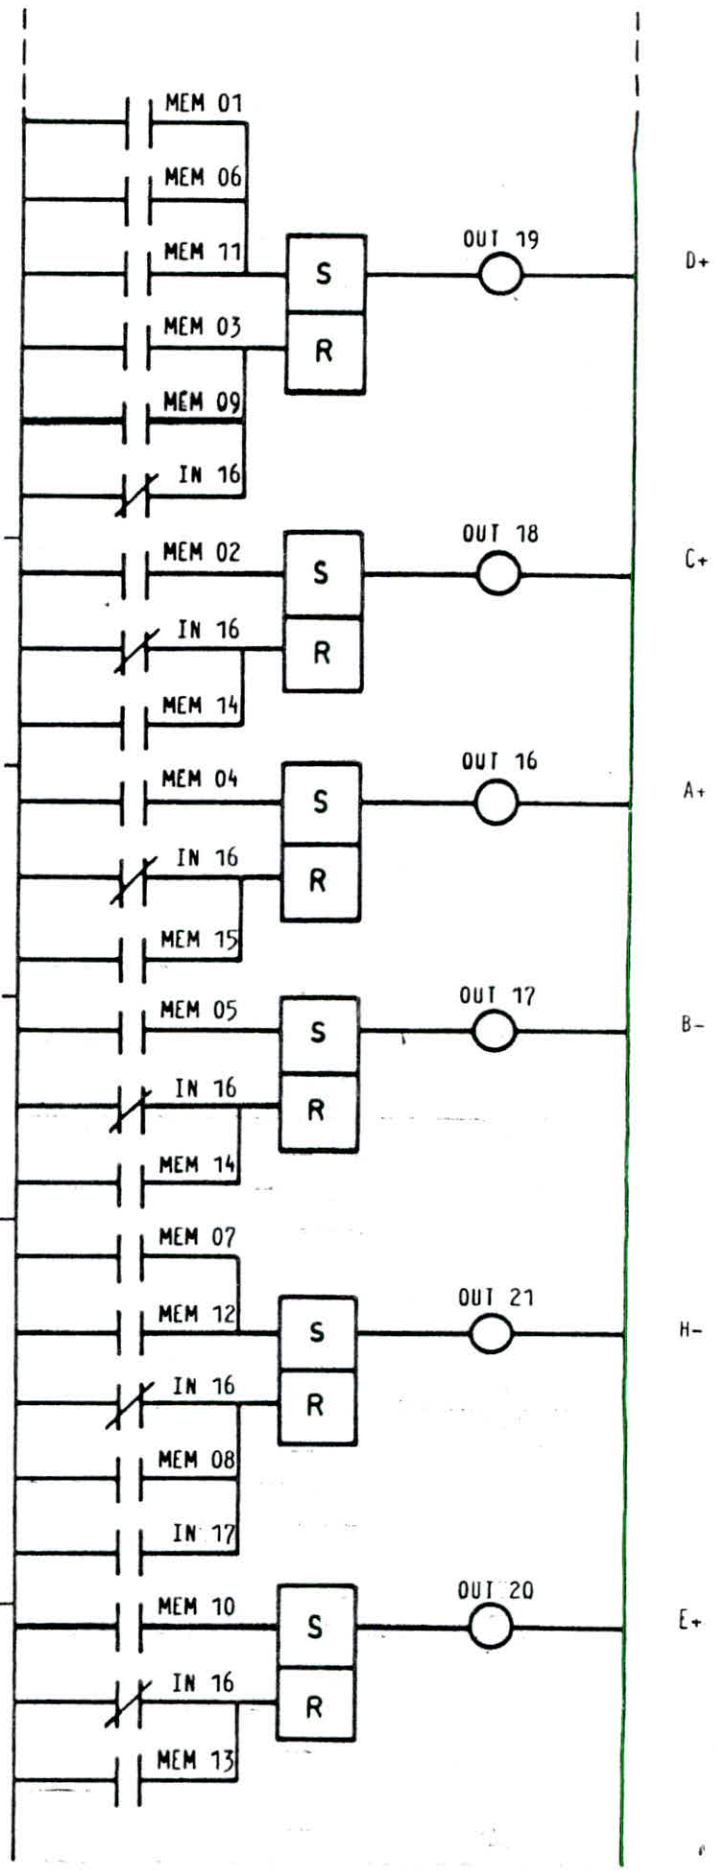 MEM 01
MEM 06
OUT 19
MEM 11 S D+
MEM 03 R
MEM 09
IN 16
OUT 18
MEM 02 S C+
IN 16 R
MEM 14
OUT 16
MEM 04 S A+
IN 16 R
MEM 15
OUT 17
MEM 05 S B-
IN 16 R
MEM 14
MEM 07
OUT 21
MEM 12 S H-
IN 16 R
MEM 08
IN 17
OUT 20
MEM 10 S E+
IN 16 R
MEM 13